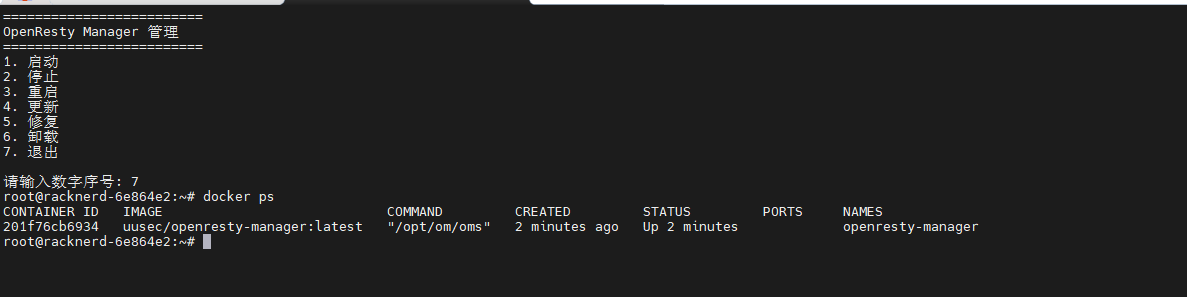 =========================
OpenResty Manager 管理
=========================
1. 启动
2. 停止
3. 重启
4. 更新
5. 修复
6. 卸载
7. 退出
请输入数字序号: 7
root@racknerd-6e864e2:~# docker ps
CONTAINER ID   IMAGE                            COMMAND         CREATED         STATUS         PORTS     NAMES
201f76cb6934   uusec/openresty-manager:latest   "/opt/om/oms"   2 minutes ago   Up 2 minutes             openresty-manager
root@racknerd-6e864e2:~#